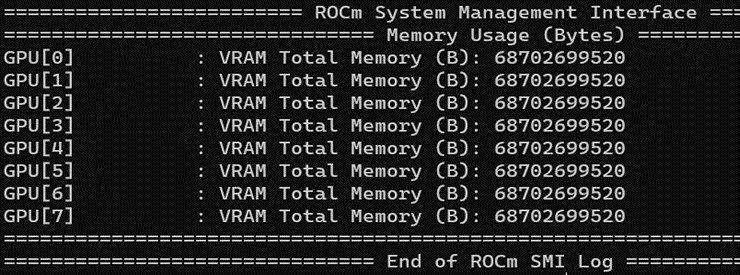 ========================== ROCm System Management Interface ===
================================ Memory Usage (Bytes) =========
GPU[0]          : VRAM Total Memory (B): 68702699520
GPU[1]          : VRAM Total Memory (B): 68702699520
GPU[2]          : VRAM Total Memory (B): 68702699520
GPU[3]          : VRAM Total Memory (B): 68702699520
GPU[4]          : VRAM Total Memory (B): 68702699520
GPU[5]          : VRAM Total Memory (B): 68702699520
GPU[6]          : VRAM Total Memory (B): 68702699520
GPU[7]          : VRAM Total Memory (B): 68702699520
===============================================================
================================ End of ROCm SMI Log ==========